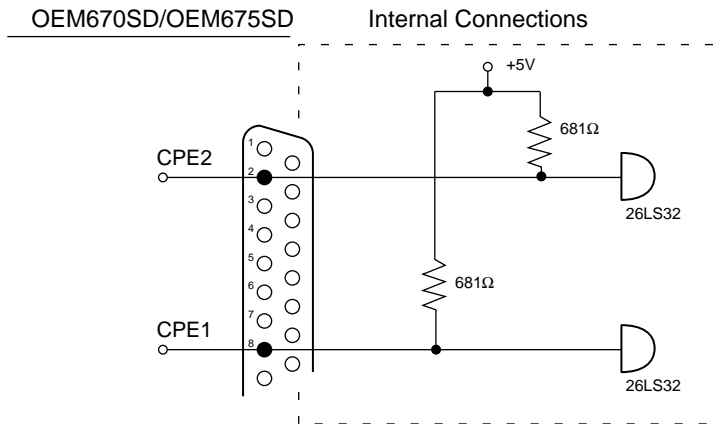 OEM670SD/OEM675SD
Internal Connections
+5V
681Ω
1
CPE2
2
26LS32
3
4
5
681Ω
6
7
CPE1
8
26LS32